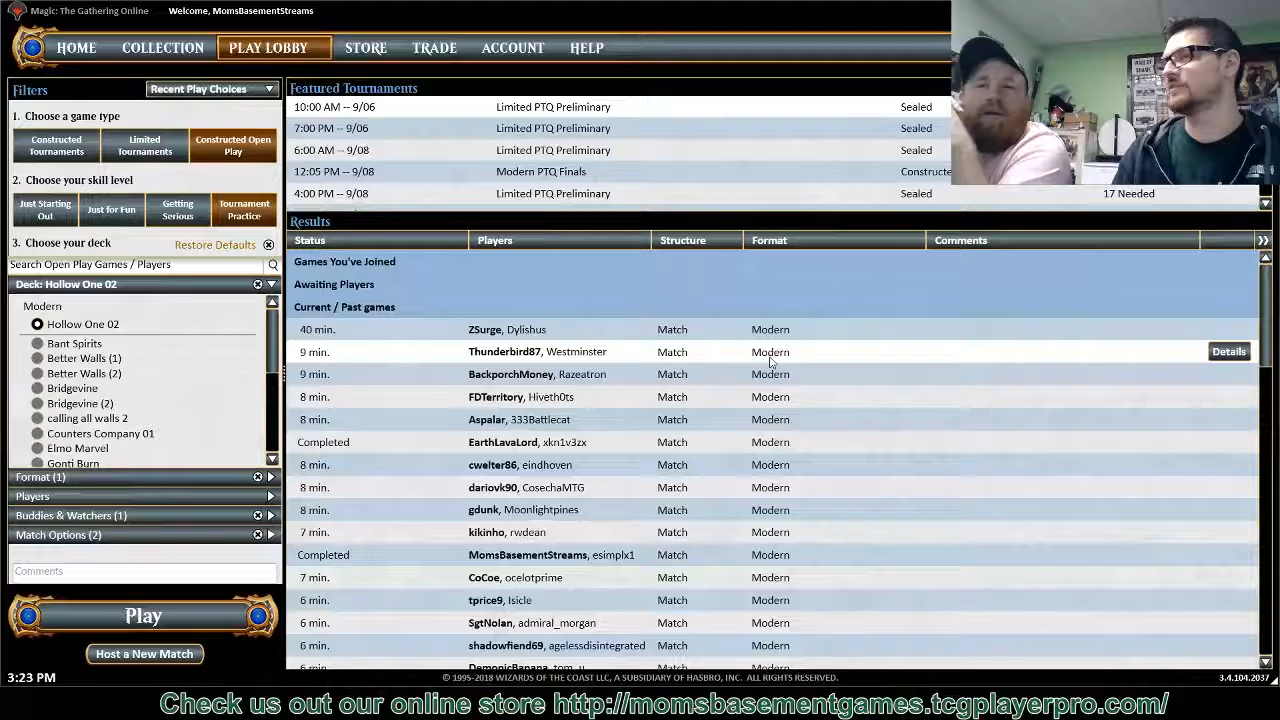 Magic: The Gathering Online Welcome, MomsBasementStreams
HOME COLLECTION PLAY LOBBY STORE TRADE ACCOUNT HELP
Filters Recent Play Choices
1. Choose a game type
Constructed Tournaments Limited Tournaments Constructed Open Play
2. Choose your skill level
Just Starting Out Just for Fun Getting Serious Tournament Practice
3. Choose your deck Restore Defaults
Search Open Play Games / Players
Deck: Hollow One 02
Modern
Hollow One 02
Bant Spirits
Better Walls (1)
Better Walls (2)
Bridgevine
Bridgevine (2)
calling all walls 2
Counters Company 01
Elmo Marvel
Gonti Burn
Format (1)
Players
Buddies & Watchers (1)
Match Options (2)
Comments
Play
Host a New Match
3:23 PM
Featured Tournaments
10:00 AM -- 9/06 Limited PTQ Preliminary Sealed
7:00 PM -- 9/06 Limited PTQ Preliminary Sealed
6:00 AM -- 9/08 Limited PTQ Preliminary Sealed
12:05 PM -- 9/08 Modern PTQ Finals Constructe
4:00 PM -- 9/08 Limited PTQ Preliminary Sealed 17 Needed
Results
Status Players Structure Format Comments
Games You've Joined
Awaiting Players
Current / Past games
40 min. ZSurge, Dylishus Match Modern
9 min. Thunderbird87, Westminster Match Modern Details
9 min. BackporchMoney, Razeatron Match Modern
8 min. FDTerritory, Hiveth0ts Match Modern
8 min. Aspalar, 333Battlecat Match Modern
Completed EarthLavaLord, xkn1v3zx Match Modern
8 min. cwelter86, eindhoven Match Modern
8 min. dariovk90, CosechaMTG Match Modern
8 min. gdunk, Moonlightpines Match Modern
7 min. kikinho, rwdean Match Modern
Completed MomsBasementStreams, esimplx1 Match Modern
7 min. CoCoe, ocelotprime Match Modern
6 min. tprice9, Isicle Match Modern
6 min. SgtNolan, admiral_morgan Match Modern
6 min. shadowfiend69, agelessdisintegrated Match Modern
6 min. DemonicBanana, tom_u Match Modern
© 1995-2018 WIZARDS OF THE COAST LLC, A SUBSIDIARY OF HASBRO, INC. ALL RIGHTS RESERVED. 3.4.104.2037
Check us out our online store http://momsbasementgames.tcgplayerpro.com/